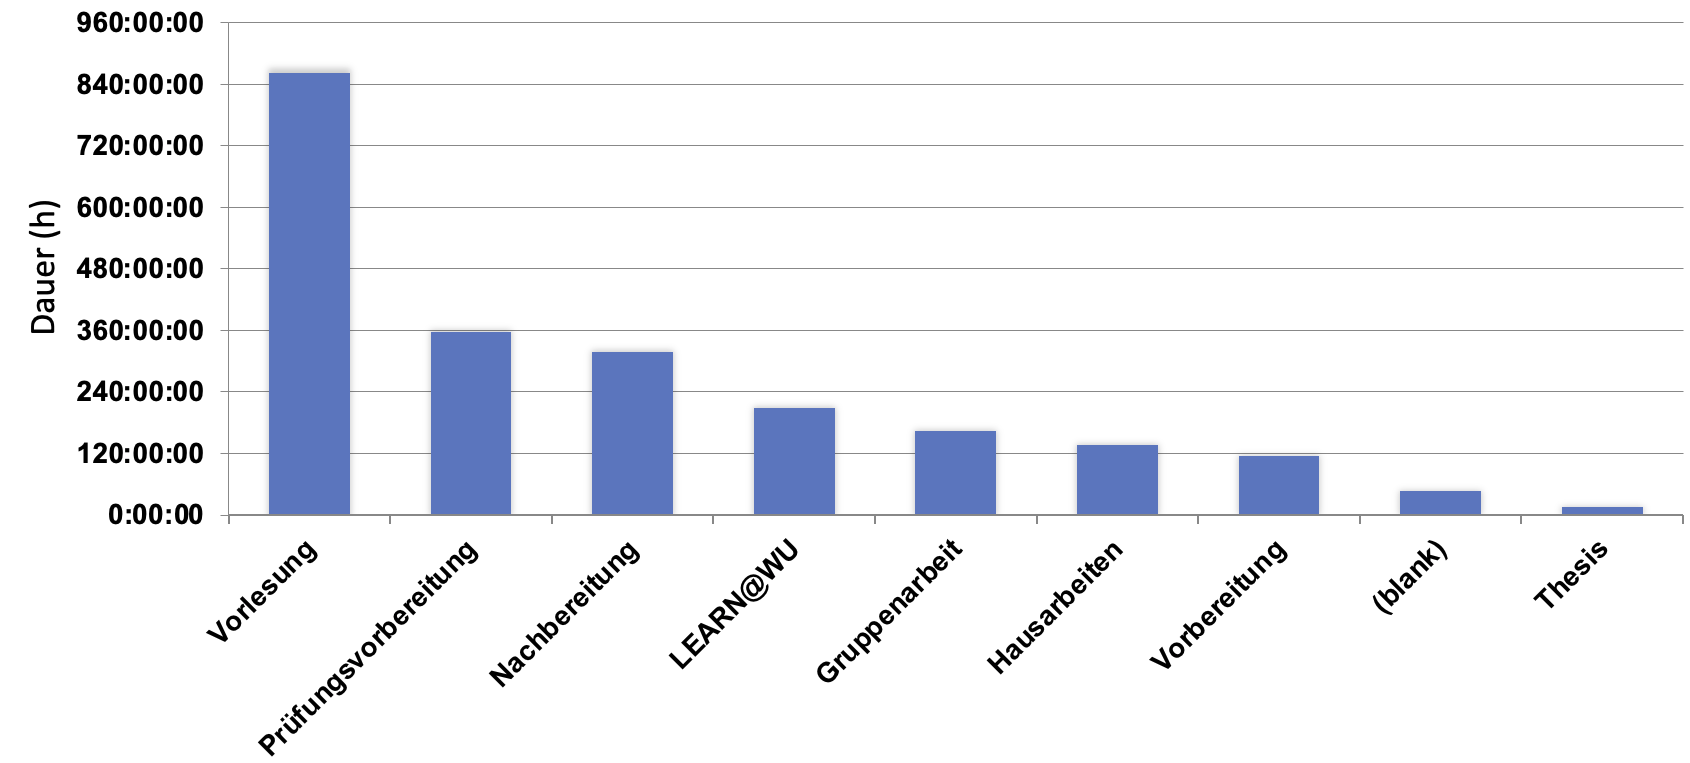 960:00:00
840:00:00
720:00:00
600:00:00
480:00:00
360:00:00
240:00:00
120:00:00
0:00:00
Dauer (h)
Vorlesung
Prüfungsvorbereitung
Nachbereitung
LEARN@WU
Gruppenarbeit
Hausarbeiten
Vorbereitung
(blank)
Thesis